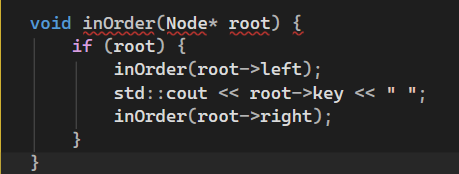 void inOrder(Node* root) {
    if (root) {
        inOrder(root->left);
        std::cout << root->key << " ";
        inOrder(root->right);
    }
}